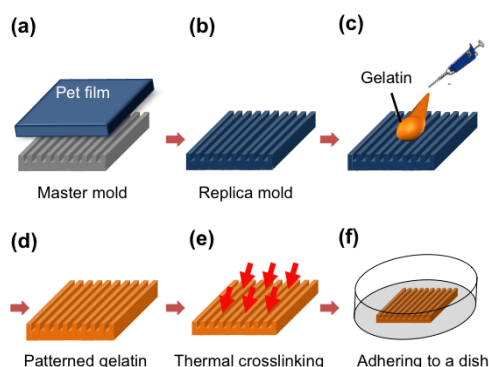 (a)
(b)
(c)
Pet film
Gelatin
Master mold
Replica mold
(d)
(e)
(f)
Patterned gelatin
Thermal crosslinking
Adhering to a dish